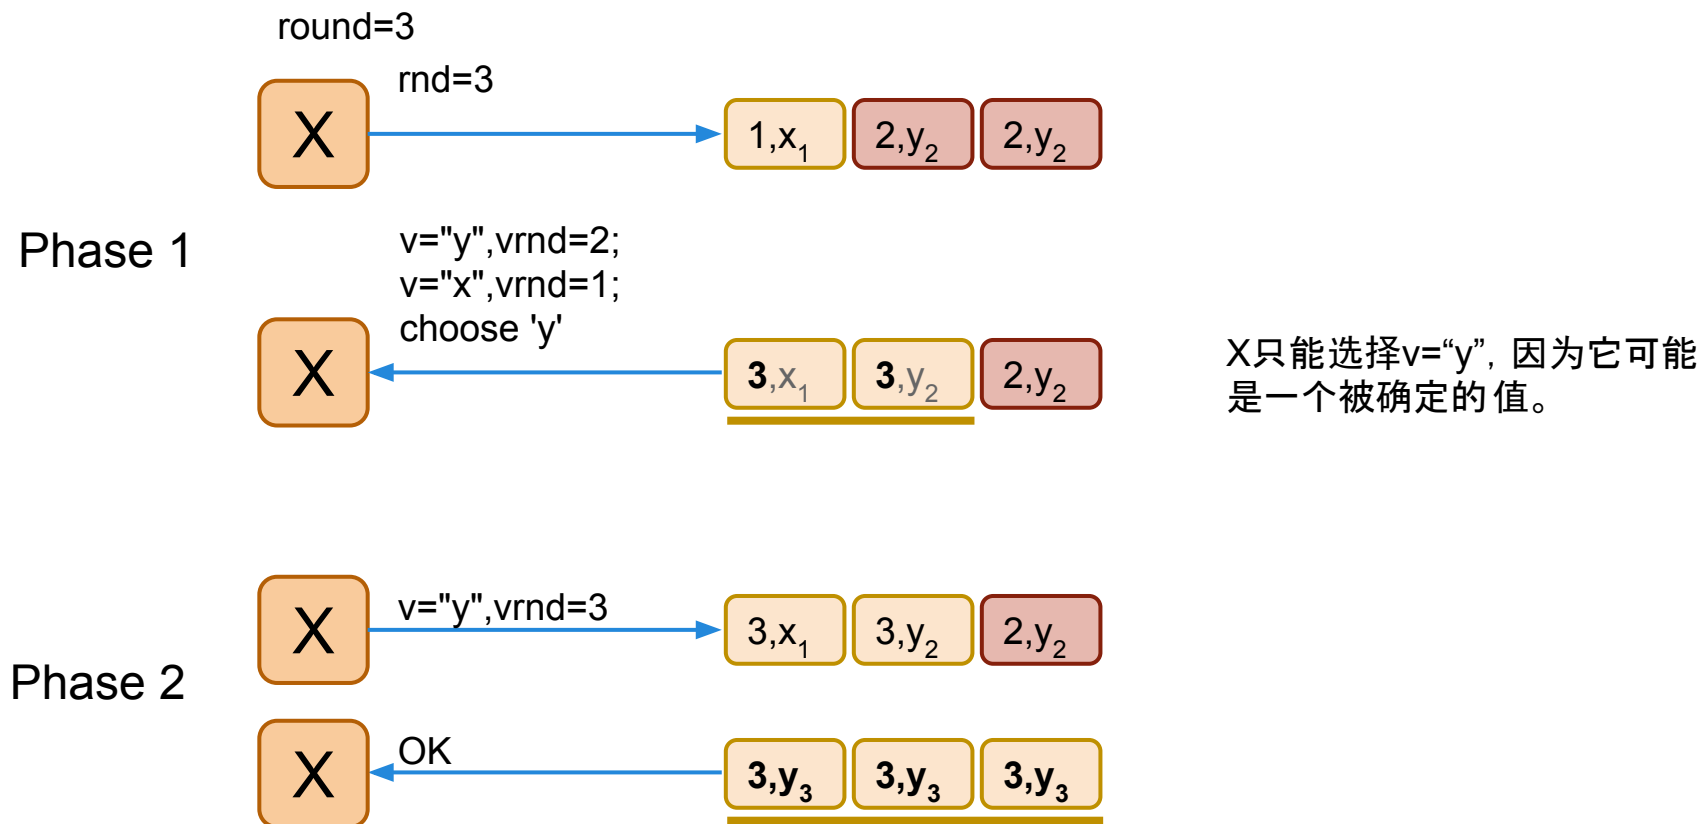 round=3
rnd=3
X
1,x₁ 2,y₂ 2,y₂
Phase 1
v="y",vrnd=2;
v="x",vrnd=1;
choose 'y'
X
3,x₁ 3,y₂ 2,y₂
X只能选择v=“y”，因为它可能
是一个被确定的值。
Phase 2
X
v="y",vrnd=3
3,x₁ 3,y₂ 2,y₂
X
OK
3,y₃ 3,y₃ 3,y₃